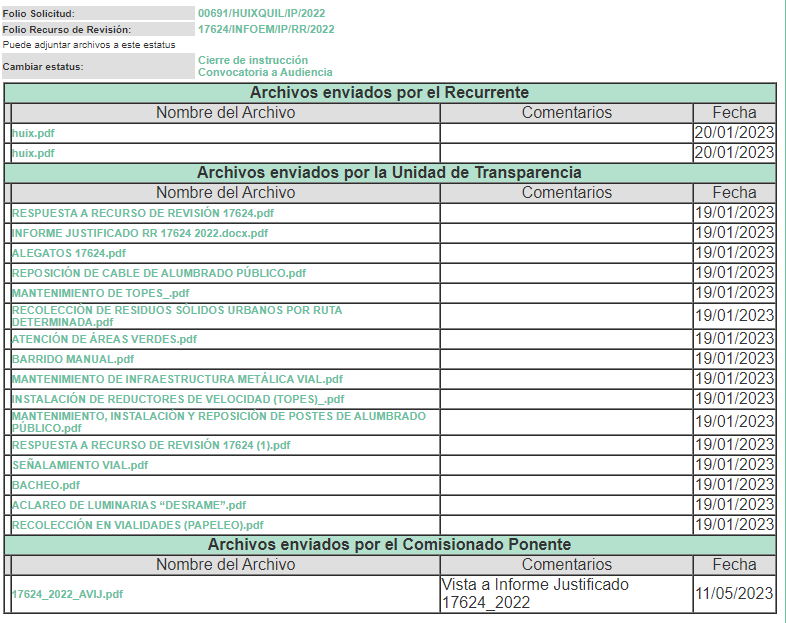 Folio Solicitud: 00691/HUIXQUIL/IP/2022
Folio Recurso de Revisión: 17624/INFOEM/IP/RR/2022
Puede adjuntar archivos a este estatus
Cambiar estatus: Cierre de instrucción
Convocatoria a Audiencia
Archivos enviados por el Recurrente
Nombre del Archivo Comentarios Fecha
huix.pdf 20/01/2023
huix.pdf 20/01/2023
Archivos enviados por la Unidad de Transparencia
Nombre del Archivo Comentarios Fecha
RESPUESTA A RECURSO DE REVISIÓN 17624.pdf 19/01/2023
INFORME JUSTIFICADO RR 17624 2022.docx.pdf 19/01/2023
ALEGATOS 17624.pdf 19/01/2023
REPOSICIÓN DE CABLE DE ALUMBRADO PÚBLICO.pdf 19/01/2023
MANTENIMIENTO DE TOPES_.pdf 19/01/2023
RECOLECCIÓN DE RESIDUOS SÓLIDOS URBANOS POR RUTA
DETERMINADA.pdf 19/01/2023
ATENCIÓN DE ÁREAS VERDES.pdf 19/01/2023
BARRIDO MANUAL.pdf 19/01/2023
MANTENIMIENTO DE INFRAESTRUCTURA METÁLICA VIAL.pdf 19/01/2023
INSTALACIÓN DE REDUCTORES DE VELOCIDAD (TOPES)_.pdf 19/01/2023
MANTENIMIENTO, INSTALACIÓN Y REPOSICIÓN DE POSTES DE ALUMBRADO
PÚBLICO.pdf 19/01/2023
RESPUESTA A RECURSO DE REVISIÓN 17624 (1).pdf 19/01/2023
SEÑALAMIENTO VIAL.pdf 19/01/2023
BACHEO.pdf 19/01/2023
ACLAREO DE LUMINARIAS “DESRAME”.pdf 19/01/2023
RECOLECCIÓN EN VIALIDADES (PAPELEO).pdf 19/01/2023
Archivos enviados por el Comisionado Ponente
Nombre del Archivo Comentarios Fecha
17624_2022_AVIJ.pdf Vista a Informe Justificado 11/05/2023
17624_2022